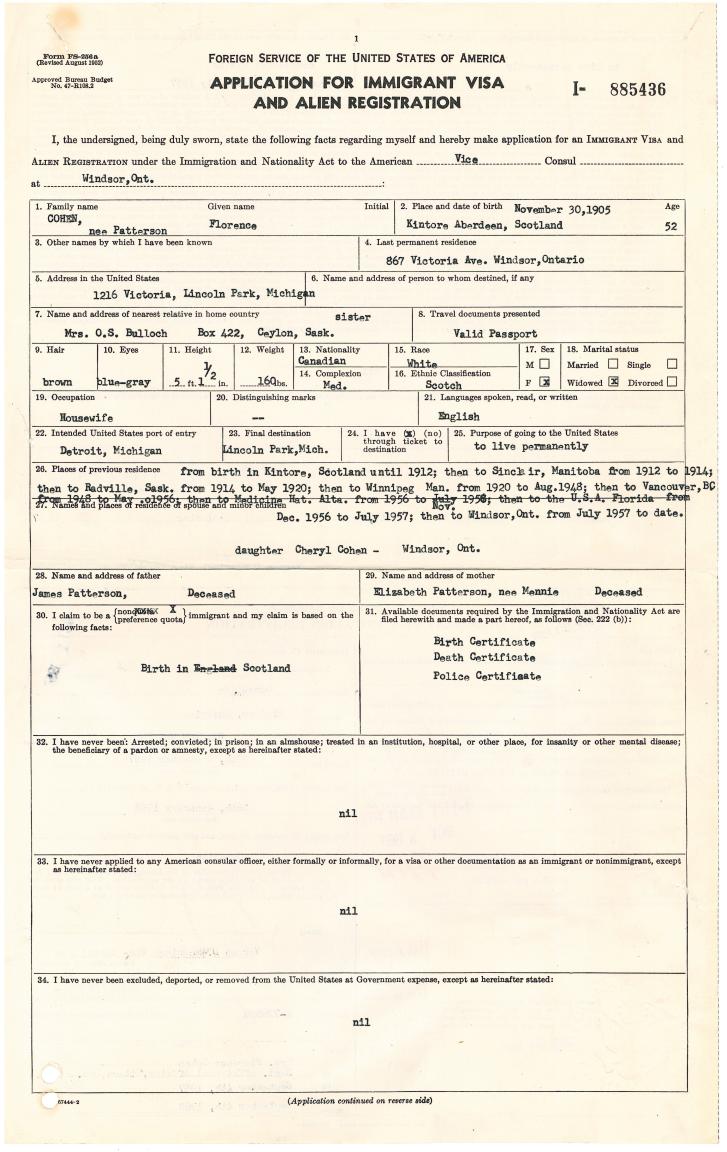 1
Form FS-256a
(Revised August 1952)
Approved Bureau Budget
No. 47-R108.2
FOREIGN SERVICE OF THE UNITED STATES OF AMERICA
APPLICATION FOR IMMIGRANT VISA
AND ALIEN REGISTRATION
I- 885436
I, the undersigned, being duly sworn, state the following facts regarding myself and hereby make application for an IMMIGRANT VISA and
ALIEN REGISTRATION under the Immigration and Nationality Act to the American Vice Consul
at Windsor,Ont. :
1. Family name Given name Initial
COHEN, nee Patterson Florence
2. Place and date of birth November 30,1905 Age
Kintore Aberdeen, Scotland 52
3. Other names by which I have been known
4. Last permanent residence
867 Victoria Ave. Windsor,Ontario
5. Address in the United States
1216 Victoria, Lincoln Park, Michigan
6. Name and address of person to whom destined, if any
7. Name and address of nearest relative in home country sister
Mrs. O.S. Bulloch Box 422, Ceylon, Sask.
8. Travel documents presented
Valid Passport
9. Hair
brown
10. Eyes
blue-gray
11. Height
5 ft. 1 1/2 in.
12. Weight
160 lbs.
13. Nationality
Canadian
14. Complexion
Med.
15. Race
White
16. Ethnic Classification
Scotch
17. Sex
M
F x
18. Marital status
Married Single
Widowed x Divorced
19. Occupation
Housewife
20. Distinguishing marks
--
21. Languages spoken, read, or written
English
22. Intended United States port of entry
Detroit, Michigan
23. Final destination
Lincoln Park,Mich.
24. I have (x) (no)
through ticket to
destination
25. Purpose of going to the United States
to live permanently
26. Places of previous residence from birth in Kintore, Scotland until 1912; then to Sinclair, Manitoba from 1912 to 1914;
then to Radville, Sask. from 1914 to May 1920; then to Winnipeg Man. from 1920 to Aug.1948; then to Vancouver,BC
from 1948 to May 1956; then to Medicine Hat. Alta. from 1956 to July 1956; then to the U.S.A. Florida from
27. Names and places of residence of spouse and minor children Nov.
Dec. 1956 to July 1957; then to Windsor,Ont. from July 1957 to date.
daughter Cheryl Cohen - Windsor, Ont.
28. Name and address of father
James Patterson, Deceased
29. Name and address of mother
Elizabeth Patterson, nee Mennie Deceased
30. I claim to be a {preference quota X} immigrant and my claim is based on the
following facts:
Birth in England Scotland
31. Available documents required by the Immigration and Nationality Act are
filed herewith and made a part hereof, as follows (Sec. 222 (b)):
Birth Certificate
Death Certificate
Police Certificate
32. I have never been: Arrested; convicted; in prison; in an almshouse; treated in an institution, hospital, or other place, for insanity or other mental disease;
the beneficiary of a pardon or amnesty, except as hereinafter stated:
nil
33. I have never applied to any American consular officer, either formally or informally, for a visa or other documentation as an immigrant or nonimmigrant, except
as hereinafter stated:
nil
34. I have never been excluded, deported, or removed from the United States at Government expense, except as hereinafter stated:
nil
57444-2
(Application continued on reverse side)